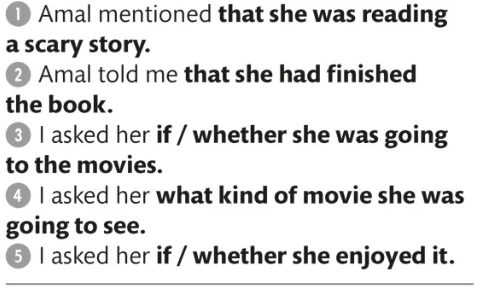 1 Amal mentioned that she was reading
a scary story.
2 Amal told me that she had finished
the book.
3 I asked her if / whether she was going
to the movies.
4 I asked her what kind of movie she was
going to see.
5 I asked her if / whether she enjoyed it.